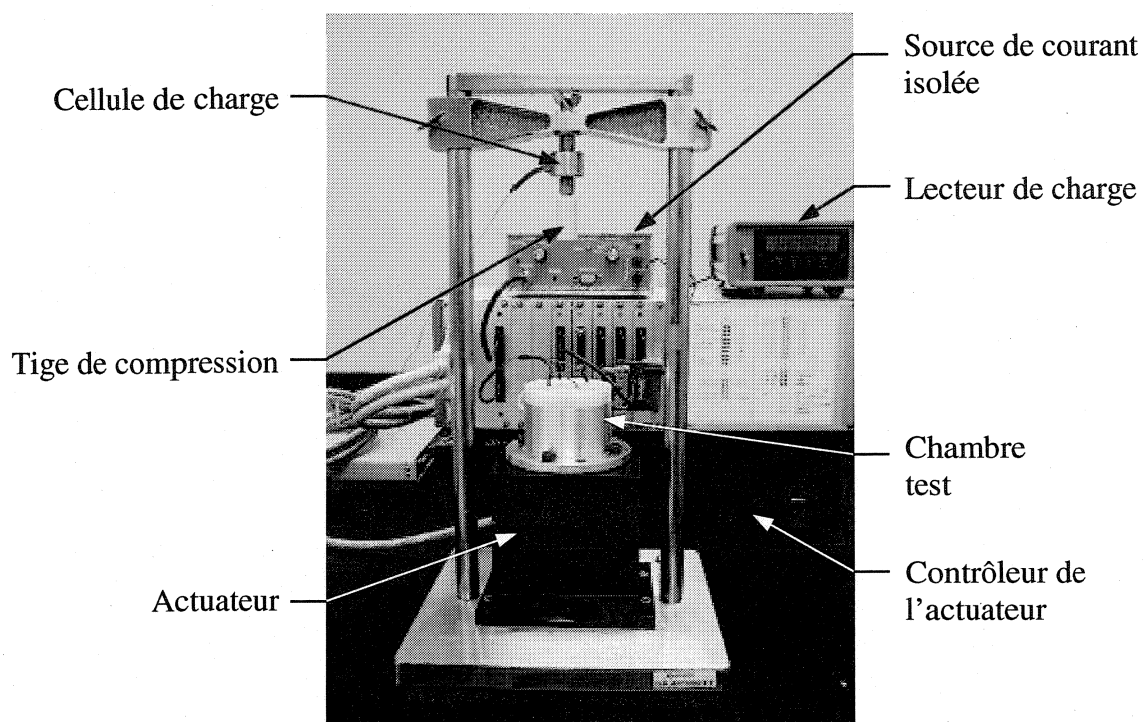 Cellule de charge
Tige de compression
Actuateur
Source de courant
isolée
Lecteur de charge
Chambre
test
Contrôleur de
l'actuateur